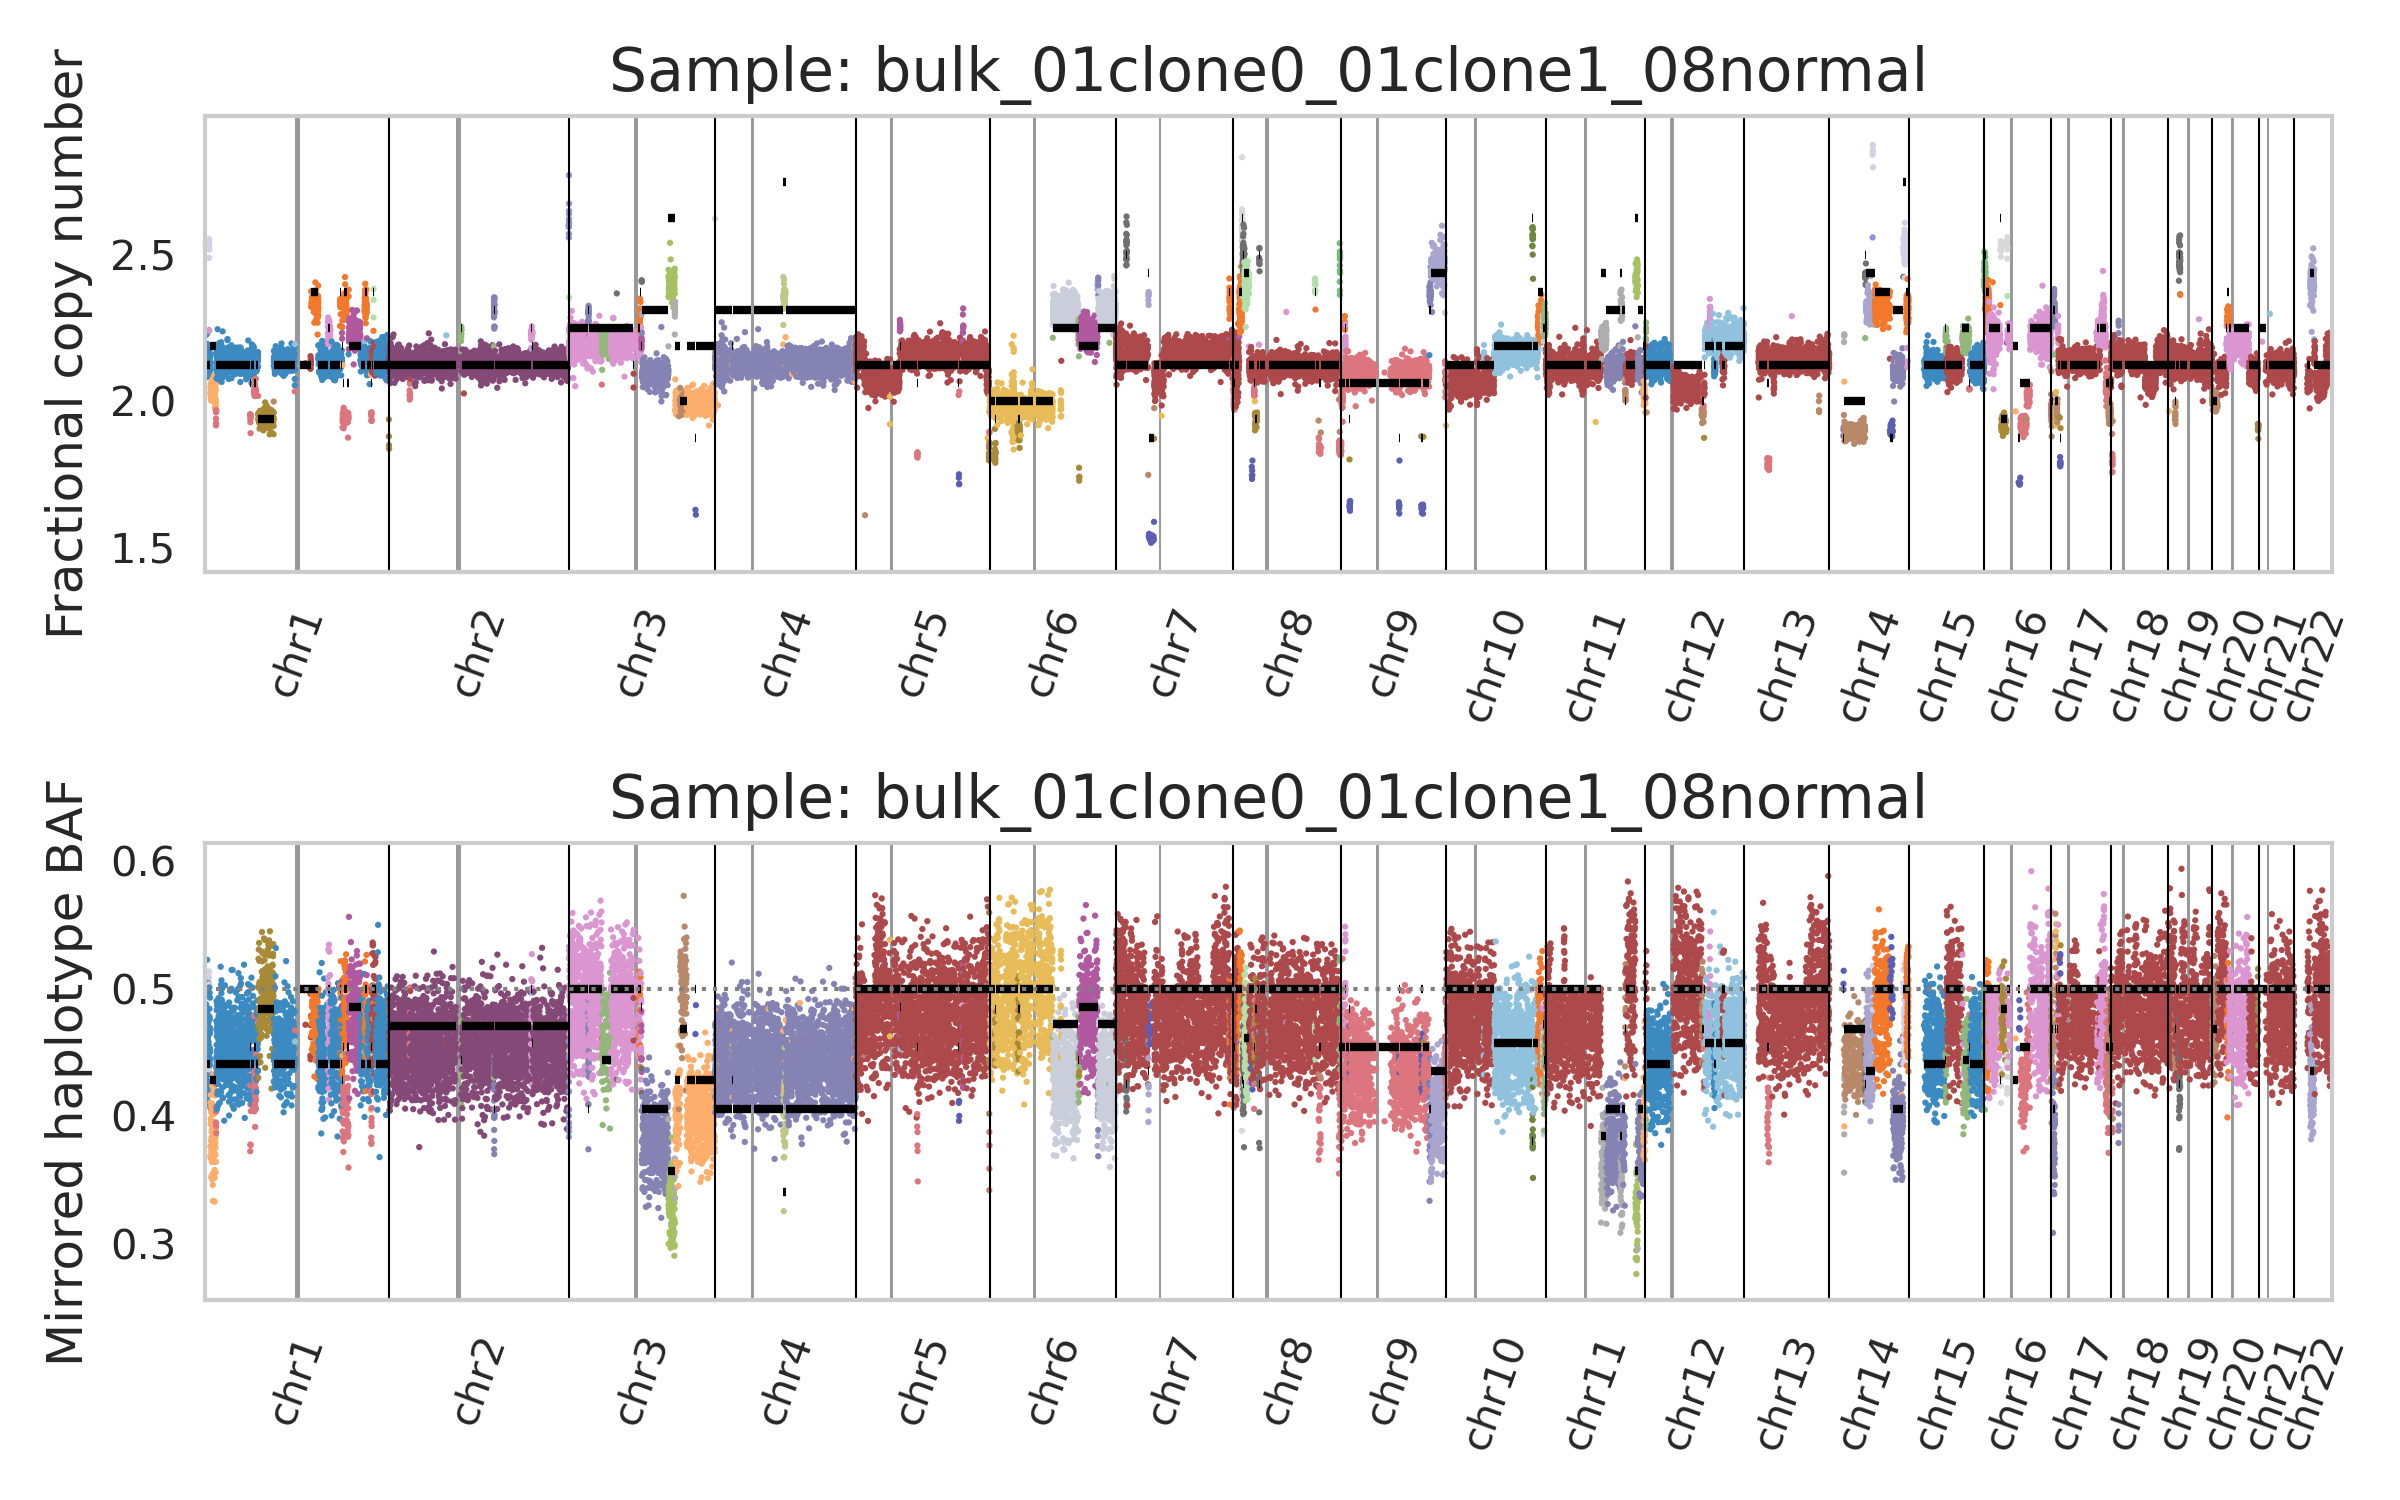 Sample: bulk_01clone0_01clone1_08normal
Fractional copy number
2.5
2.0
1.5
chr1 chr2 chr3 chr4 chr5 chr6 chr7 chr8 chr9 chr10 chr11 chr12 chr13 chr14 chr15 chr16 chr17 chr18 chr19 chr20 chr21 chr22
Sample: bulk_01clone0_01clone1_08normal
Mirrored haplotype BAF
0.6
0.5
0.4
0.3
chr1 chr2 chr3 chr4 chr5 chr6 chr7 chr8 chr9 chr10 chr11 chr12 chr13 chr14 chr15 chr16 chr17 chr18 chr19 chr20 chr21 chr22